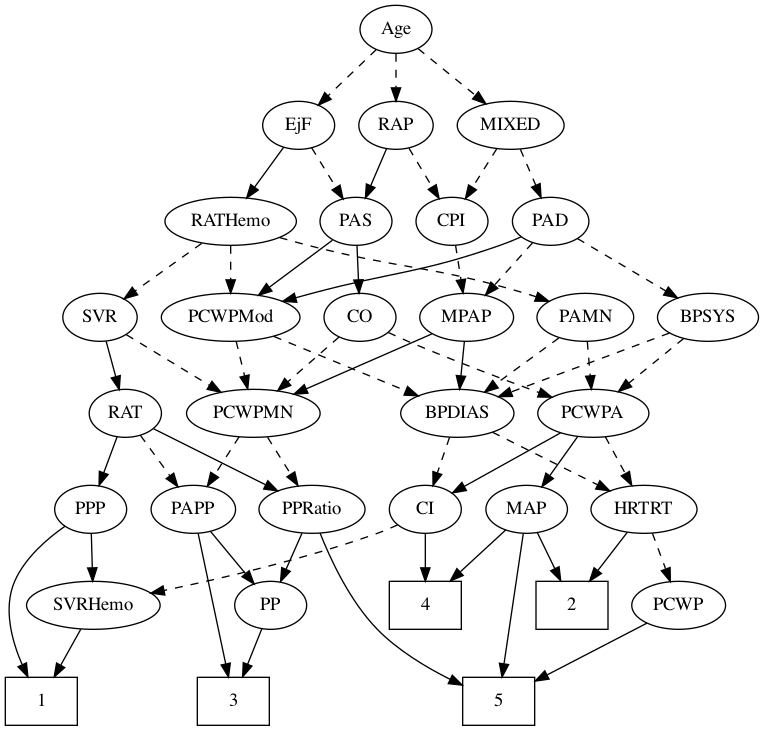 Age
EjF RAP MIXED
RATHemo PAS CPI PAD
SVR PCWPMod CO MPAP PAMN BPSYS
RAT PCWPMN BPDIAS PCWPA
PPP PAPP PPRatio CI MAP HRTRT
SVRHemo PP 4 2 PCWP
1 3 5